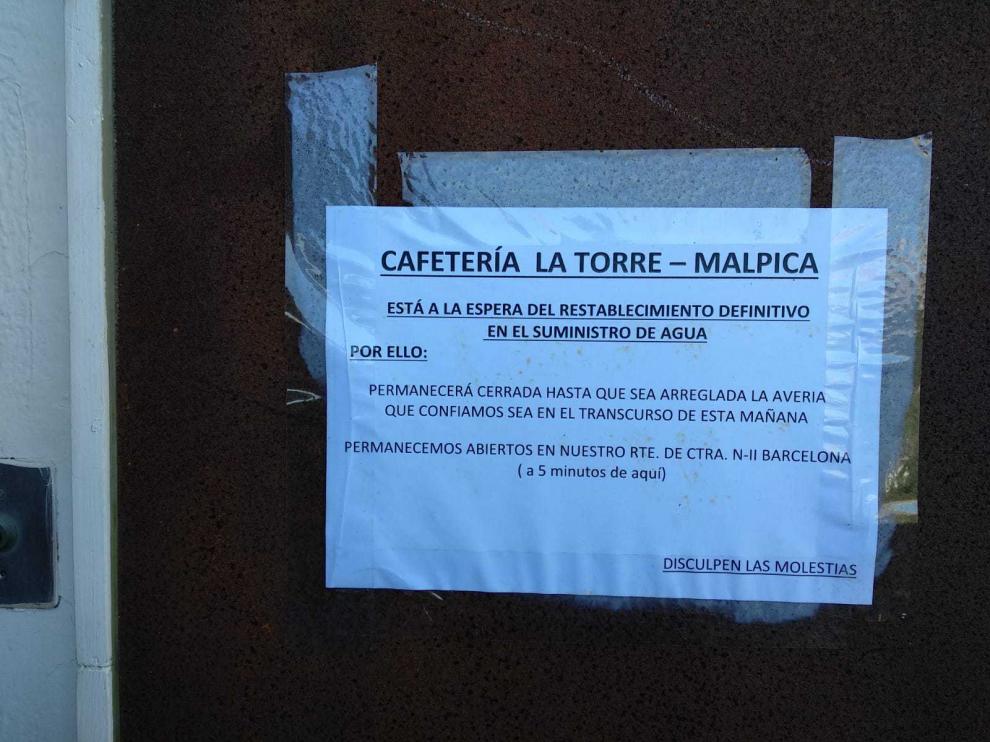 CAFETERÍA LA TORRE – MALPICA
ESTÁ A LA ESPERA DEL RESTABLECIMIENTO DEFINITIVO
EN EL SUMINISTRO DE AGUA
POR ELLO:
PERMANECERÁ CERRADA HASTA QUE SEA ARREGLADA LA AVERIA
QUE CONFIAMOS SEA EN EL TRANSCURSO DE ESTA MAÑANA
PERMANECEMOS ABIERTOS EN NUESTRO RTE. DE CTRA. N-II BARCELONA
( a 5 minutos de aquí)
DISCULPEN LAS MOLESTIAS